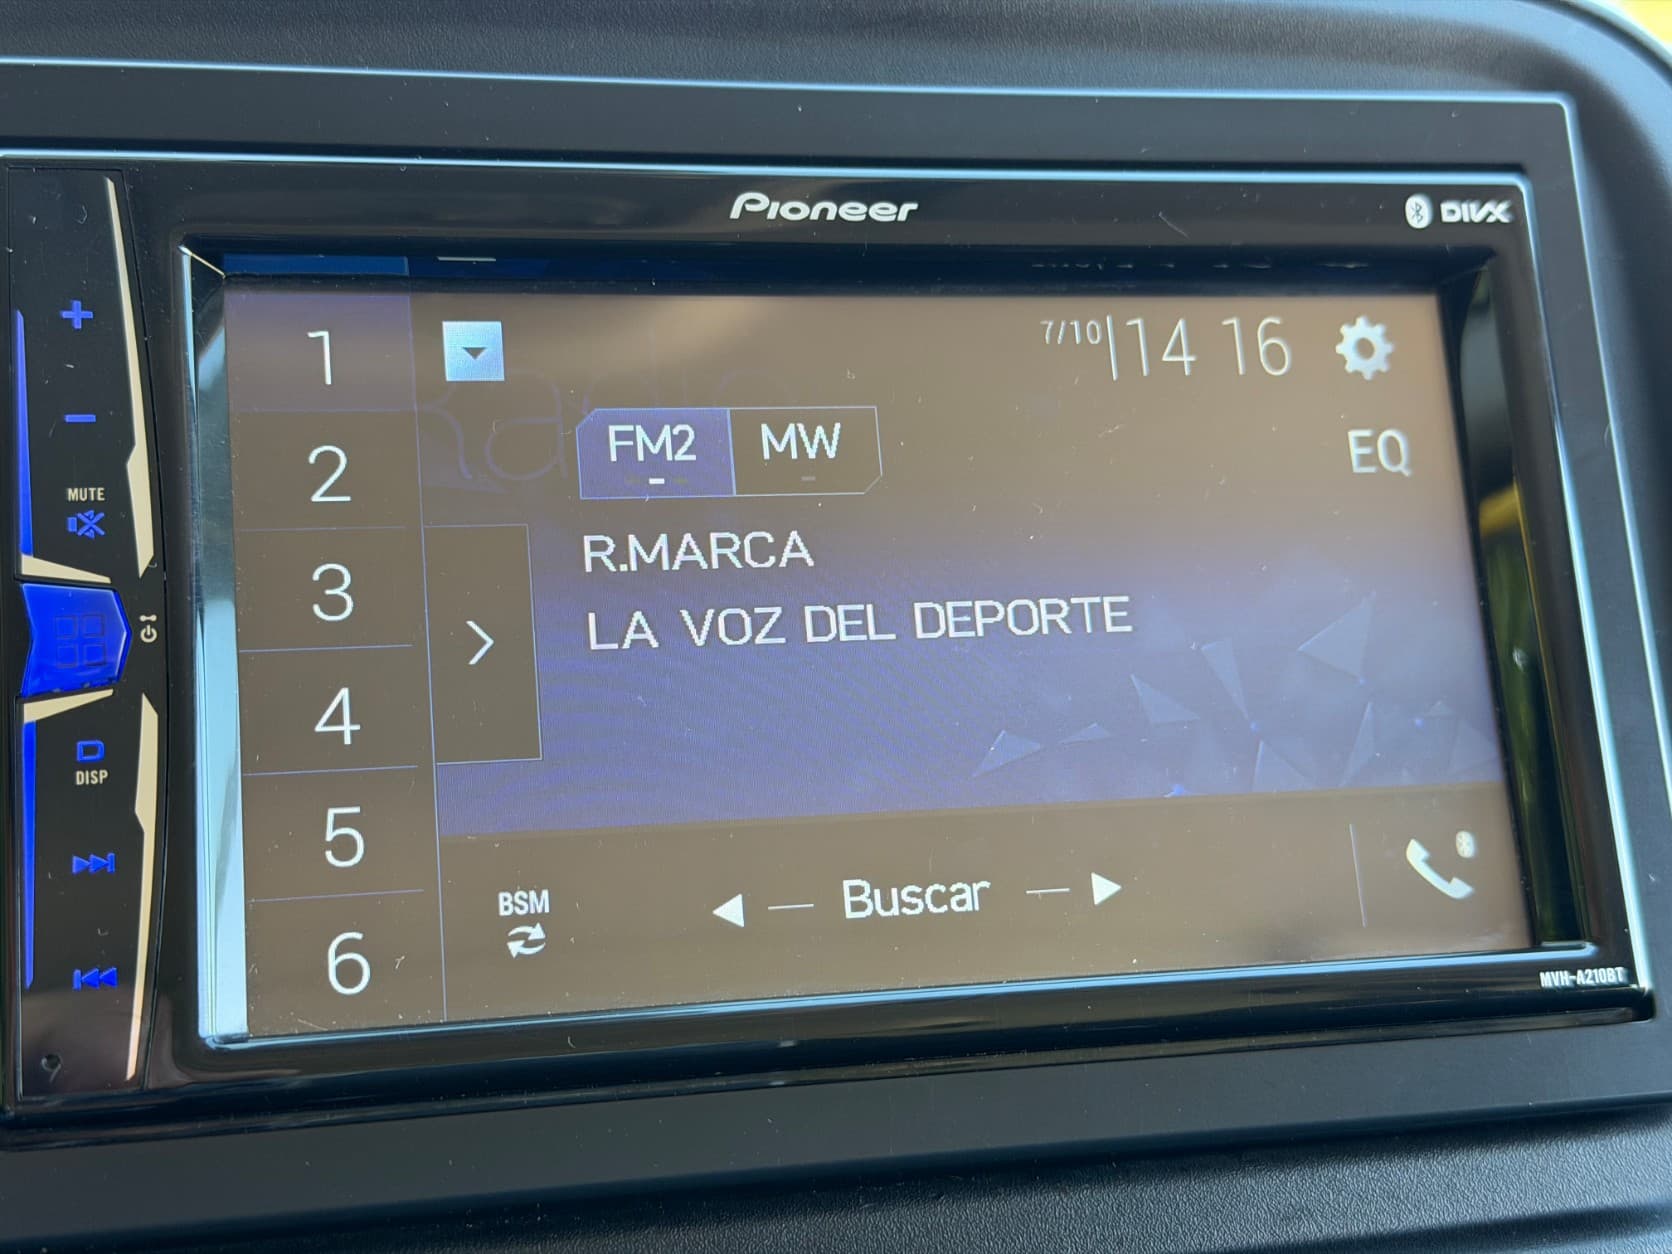 Pioneer
DIVX
MUTE
DISP
1
2
3
4
5
6
7/10 14 16
FM2 MW
EQ
R.MARCA
LA VOZ DEL DEPORTE
BSM
Buscar
MVH-A210BT